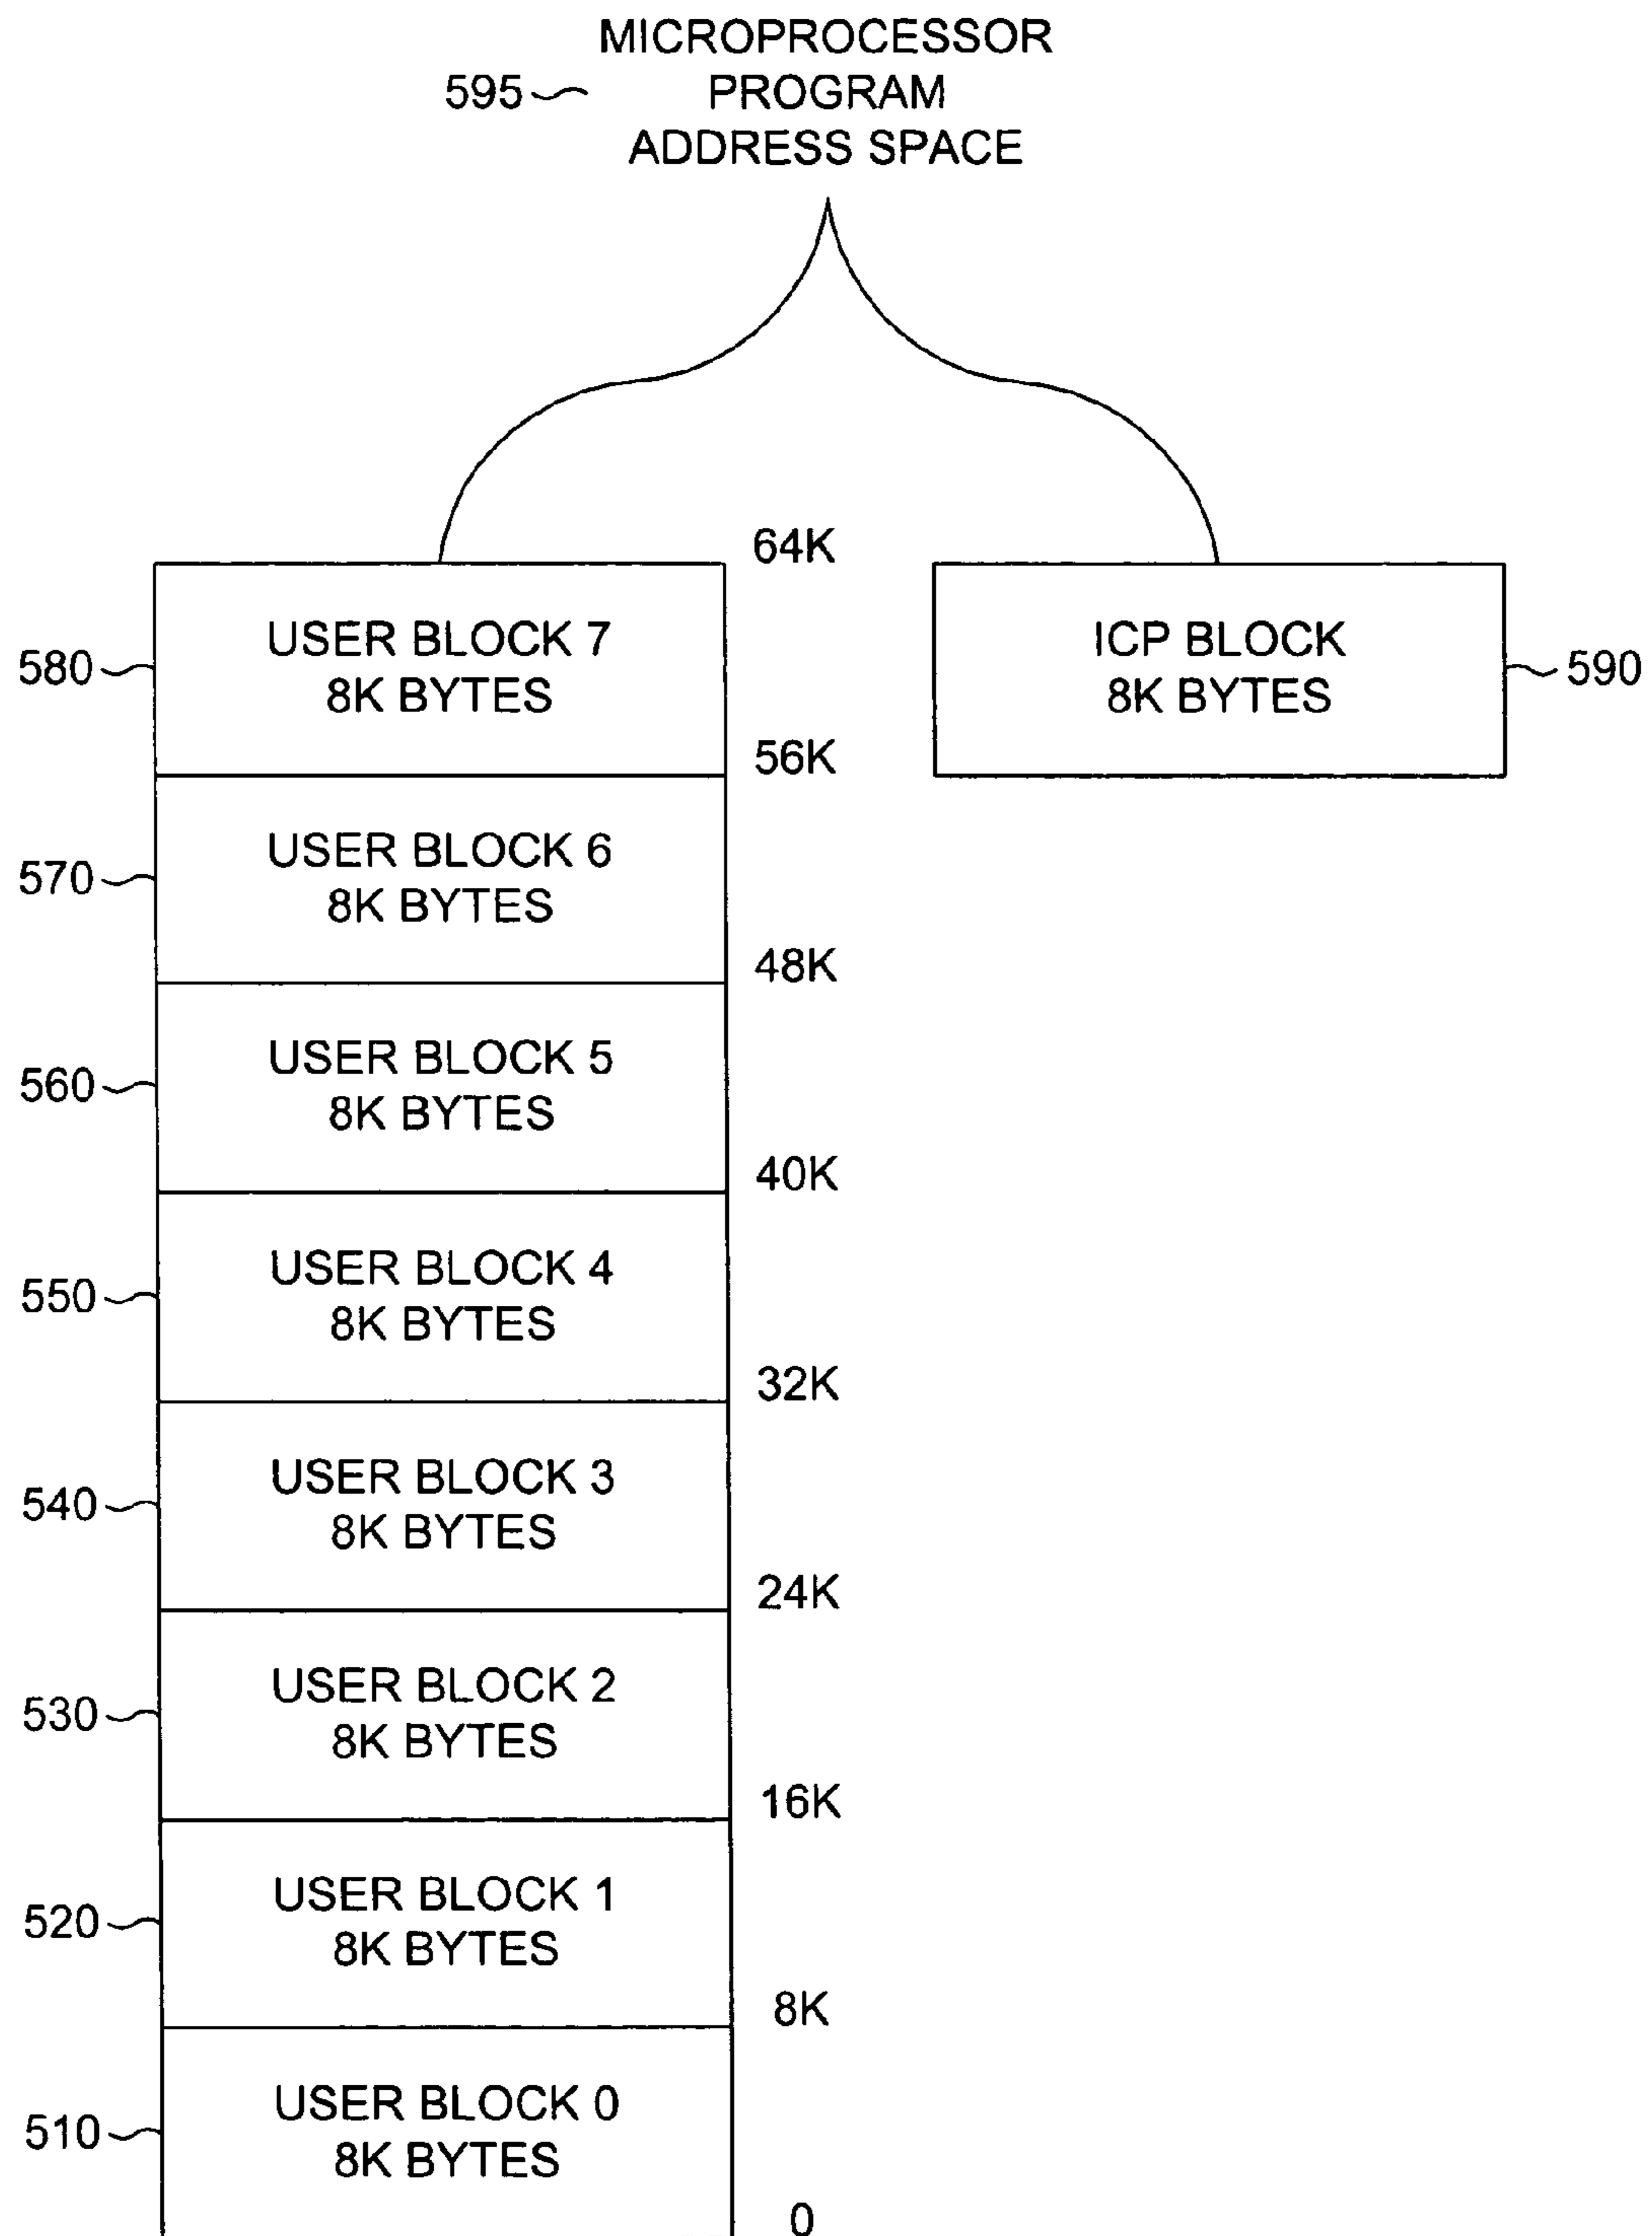 MICROPROCESSOR
595 PROGRAM
ADDRESS SPACE
64K
USER BLOCK 7
8K BYTES
580
ICP BLOCK
8K BYTES
590
56K
USER BLOCK 6
8K BYTES
570
48K
USER BLOCK 5
8K BYTES
560
40K
USER BLOCK 4
8K BYTES
550
32K
USER BLOCK 3
8K BYTES
540
24K
USER BLOCK 2
8K BYTES
530
16K
USER BLOCK 1
8K BYTES
520
8K
USER BLOCK 0
8K BYTES
510
0